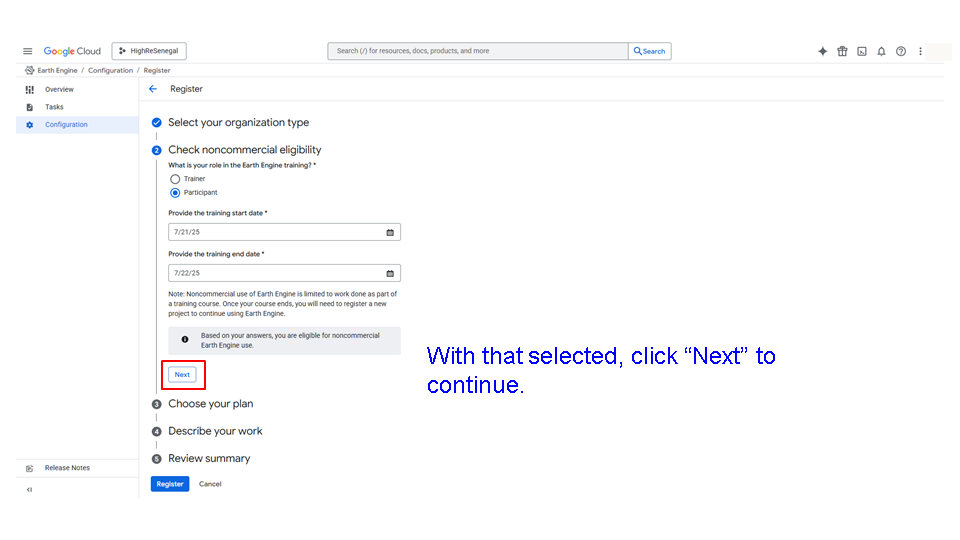 Google Cloud
HighReSenegal
Search (/) for resources, docs, products, and more
Search
Earth Engine / Configuration / Register
Overview
Tasks
Configuration
Register
Select your organization type
2 Check noncommercial eligibility
What is your role in the Earth Engine training? *
Trainer
Participant
Provide the training start date *
7/21/25
Provide the training end date *
7/22/25
Note: Noncommercial use of Earth Engine is limited to work done as part of
a training course. Once your course ends, you will need to register a new
project to continue using Earth Engine.
Based on your answers, you are eligible for noncommercial
Earth Engine use.
Next
With that selected, click “Next” to
continue.
3 Choose your plan
4 Describe your work
5 Review summary
Release Notes
Register
Cancel